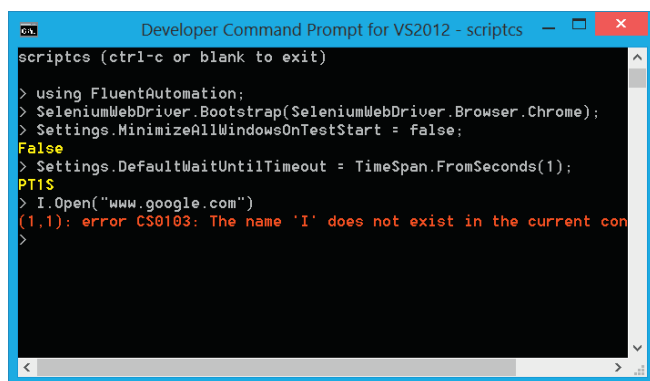 Developer Command Prompt for VS2012 - scriptcs
scriptcs (ctrl-c or blank to exit)
> using FluentAutomation;
> SeleniumWebDriver.Bootstrap(SeleniumWebDriver.Browser.Chrome);
> Settings.MinimizeAllWindowsOnTestStart = false;
False
> Settings.DefaultWaitUntilTimeout = TimeSpan.FromSeconds(1);
PT1S
> I.Open("www.google.com")
(1,1): error CS0103: The name 'I' does not exist in the current con
>